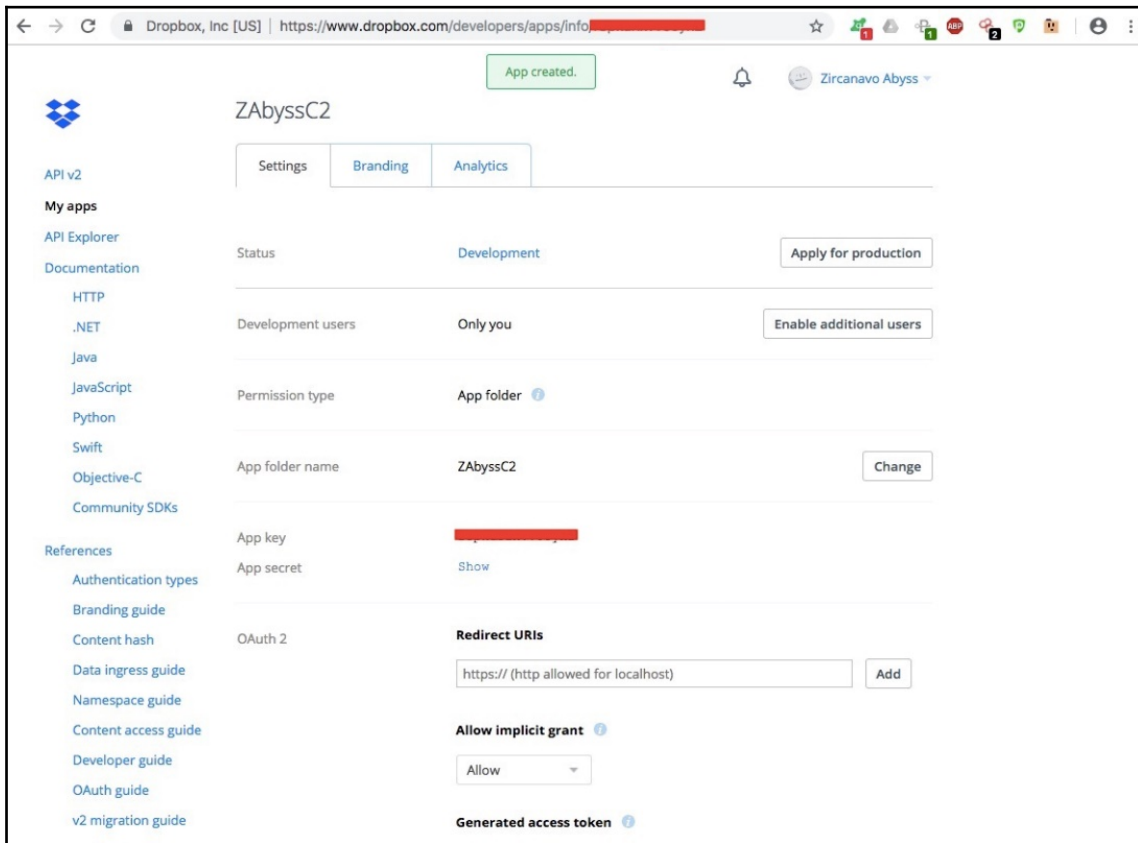 Dropbox, Inc [US] | https://www.dropbox.com/developers/apps/info/
1 1 ABP 2
App created.
Zircanavo Abyss
ZAbyssC2
Settings Branding Analytics
API v2
My apps
API Explorer
Documentation
HTTP
.NET
Java
JavaScript
Python
Swift
Objective-C
Community SDKs
References
Authentication types
Branding guide
Content hash
Data ingress guide
Namespace guide
Content access guide
Developer guide
OAuth guide
v2 migration guide
Status Development Apply for production
Development users Only you Enable additional users
Permission type App folder
App folder name ZAbyssC2 Change
App key
App secret Show
OAuth 2 Redirect URIs
https:// (http allowed for localhost) Add
Allow implicit grant
Allow
Generated access token